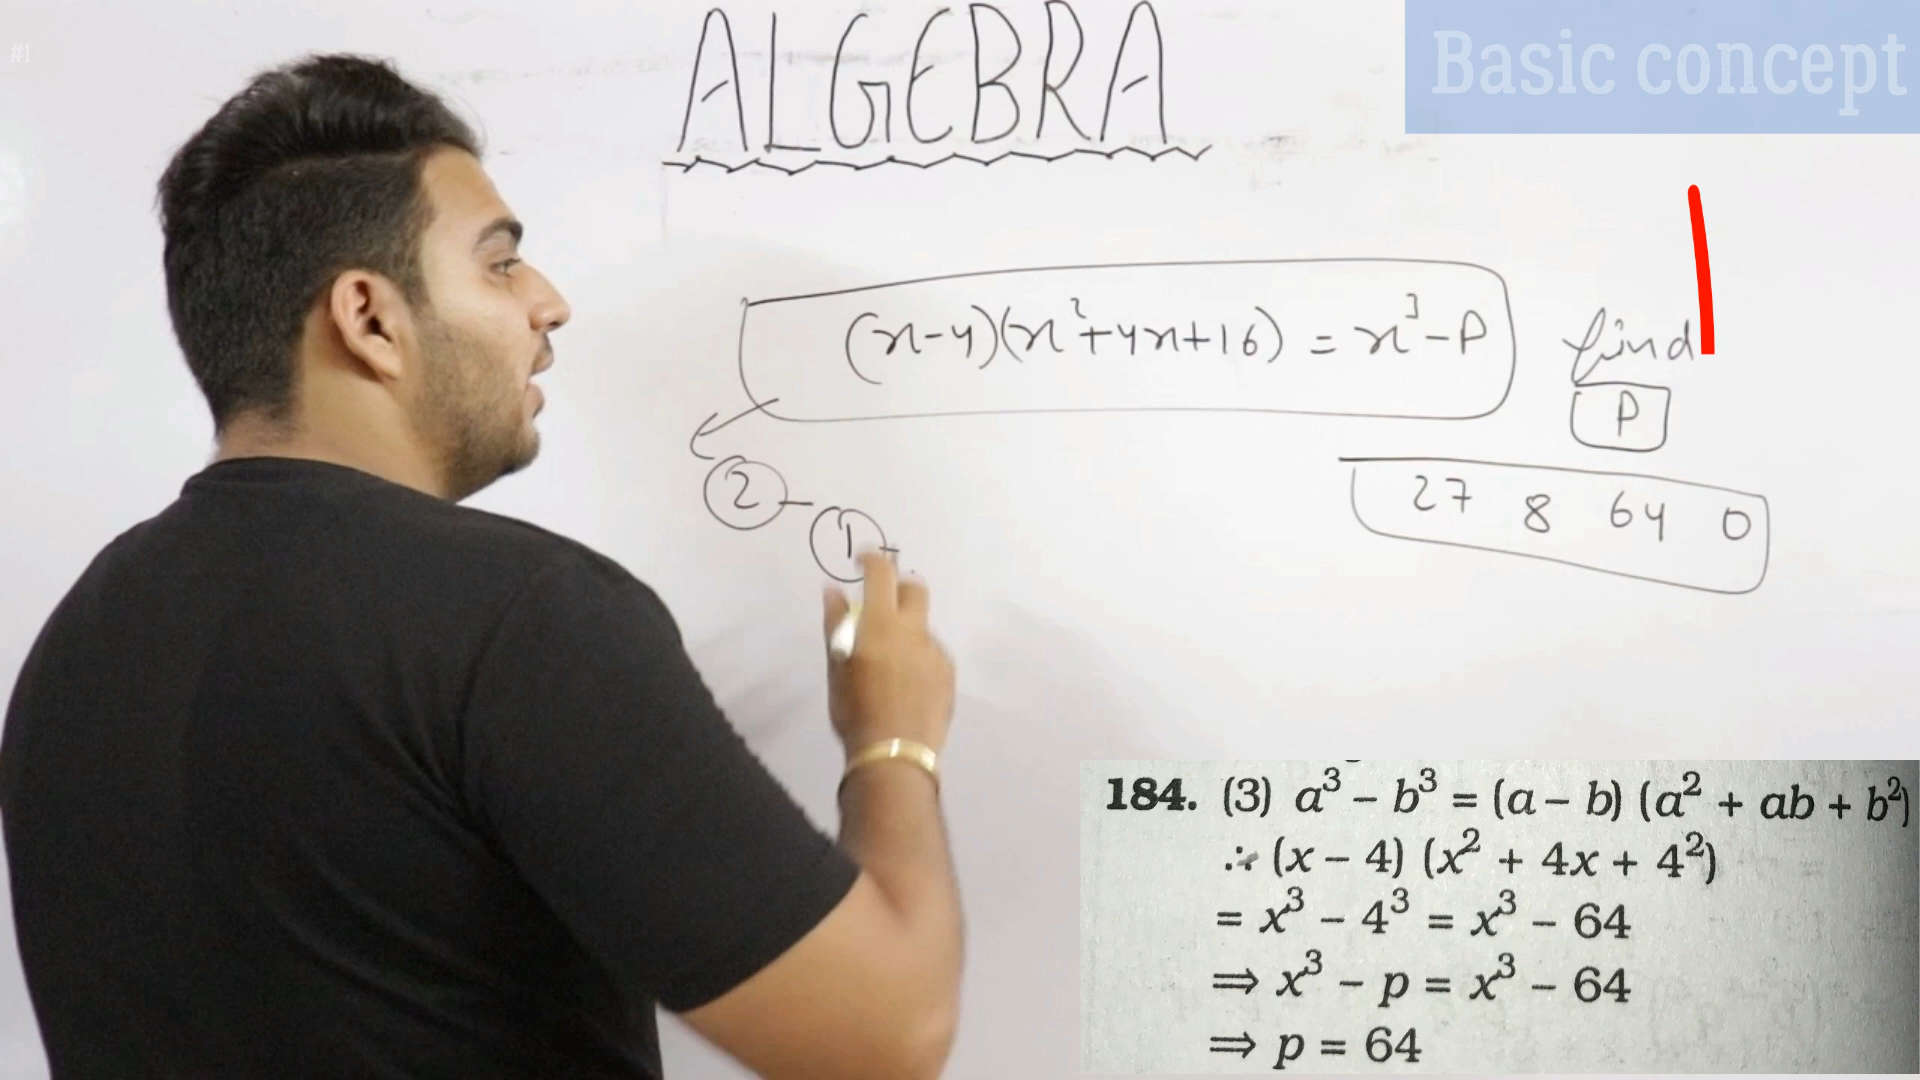 #1
ALGEBRA
Basic concept
(x-4)(x²+4x+16) = x³-P
find
P
27 8 64 0
2 -
1 -
184. (3) a³ – b³ = (a – b) (a² + ab + b²)
∴ (x – 4) (x² + 4x + 4²)
= x³ – 4³ = x³ – 64
⇒ x³ – p = x³ – 64
⇒ p = 64